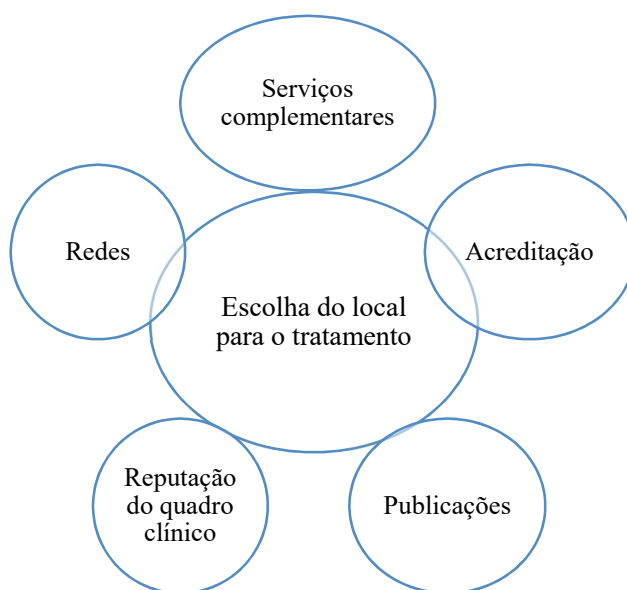 Serviços
complementares
Redes
Acreditação
Escolha do local
para o tratamento
Reputação
do quadro
clínico
Publicações